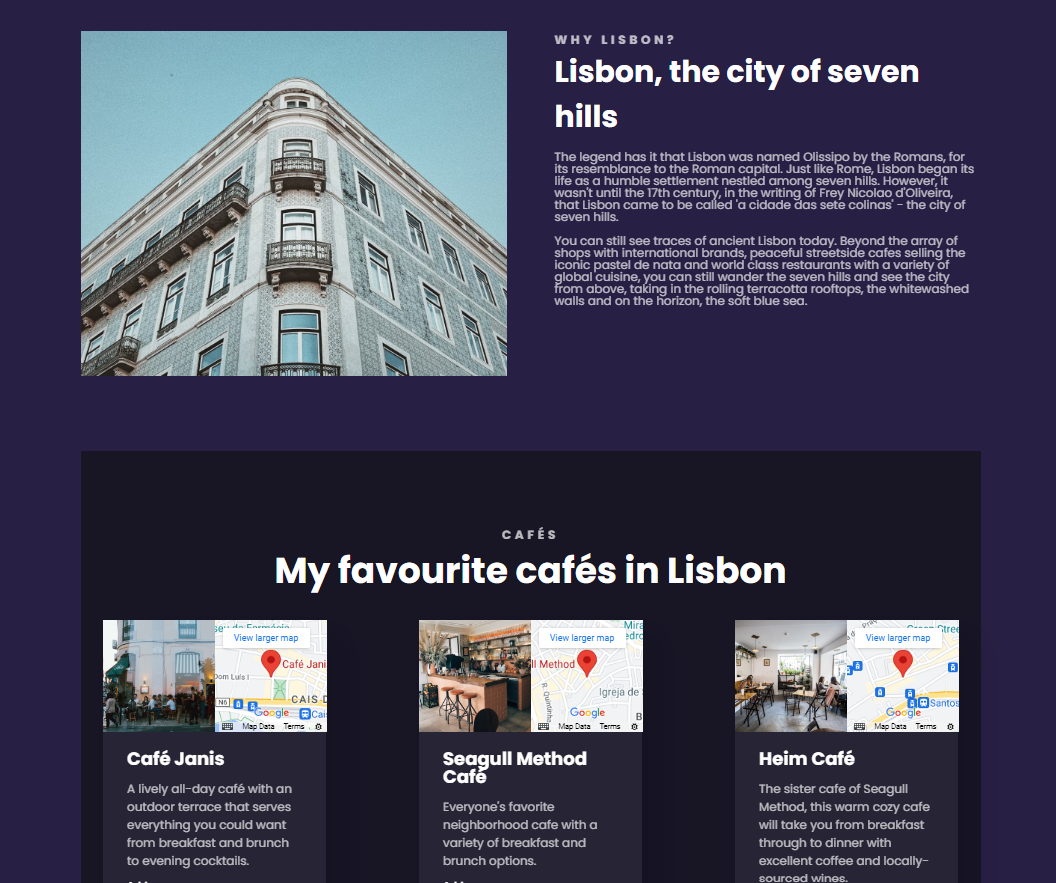 WHY LISBON?
Lisbon, the city of seven
hills
The legend has it that Lisbon was named Olissipo by the Romans, for
its resemblance to the Roman capital. Just like Rome, Lisbon began its
life as a humble settlement nestled among seven hills. However, it
wasn't until the 17th century, in the writing of Frey Nicolao d'Oliveira,
that Lisbon came to be called 'a cidade das sete colinas' - the city of
seven hills.
You can still see traces of ancient Lisbon today. Beyond the array of
shops with international brands, peaceful streetside cafes selling the
iconic pastel de nata and world class restaurants with a variety of
global cuisine, you can still wander the seven hills and see the city
from above, taking in the rolling terracotta rooftops, the whitewashed
walls and on the horizon, the soft blue sea.
CAFÉS
My favourite cafés in Lisbon
View larger map
Café Jani
Dom Luís I
CAIS D
N6
Google
Cais
Map Data Terms
Café Janis
A lively all-day café with an
outdoor terrace that serves
everything you could want
from breakfast and brunch
to evening cocktails.
View larger map
ll Method
R. Quintinha
Igreja de
Google
B
Map Data Terms
Seagull Method
Café
Everyone's favorite
neighborhood cafe with a
variety of breakfast and
brunch options.
View larger map
Santos
Google
Map Data Terms
Heim Café
The sister cafe of Seagull
Method, this warm cozy cafe
will take you from breakfast
through to dinner with
excellent coffee and locally-
sourced wines.